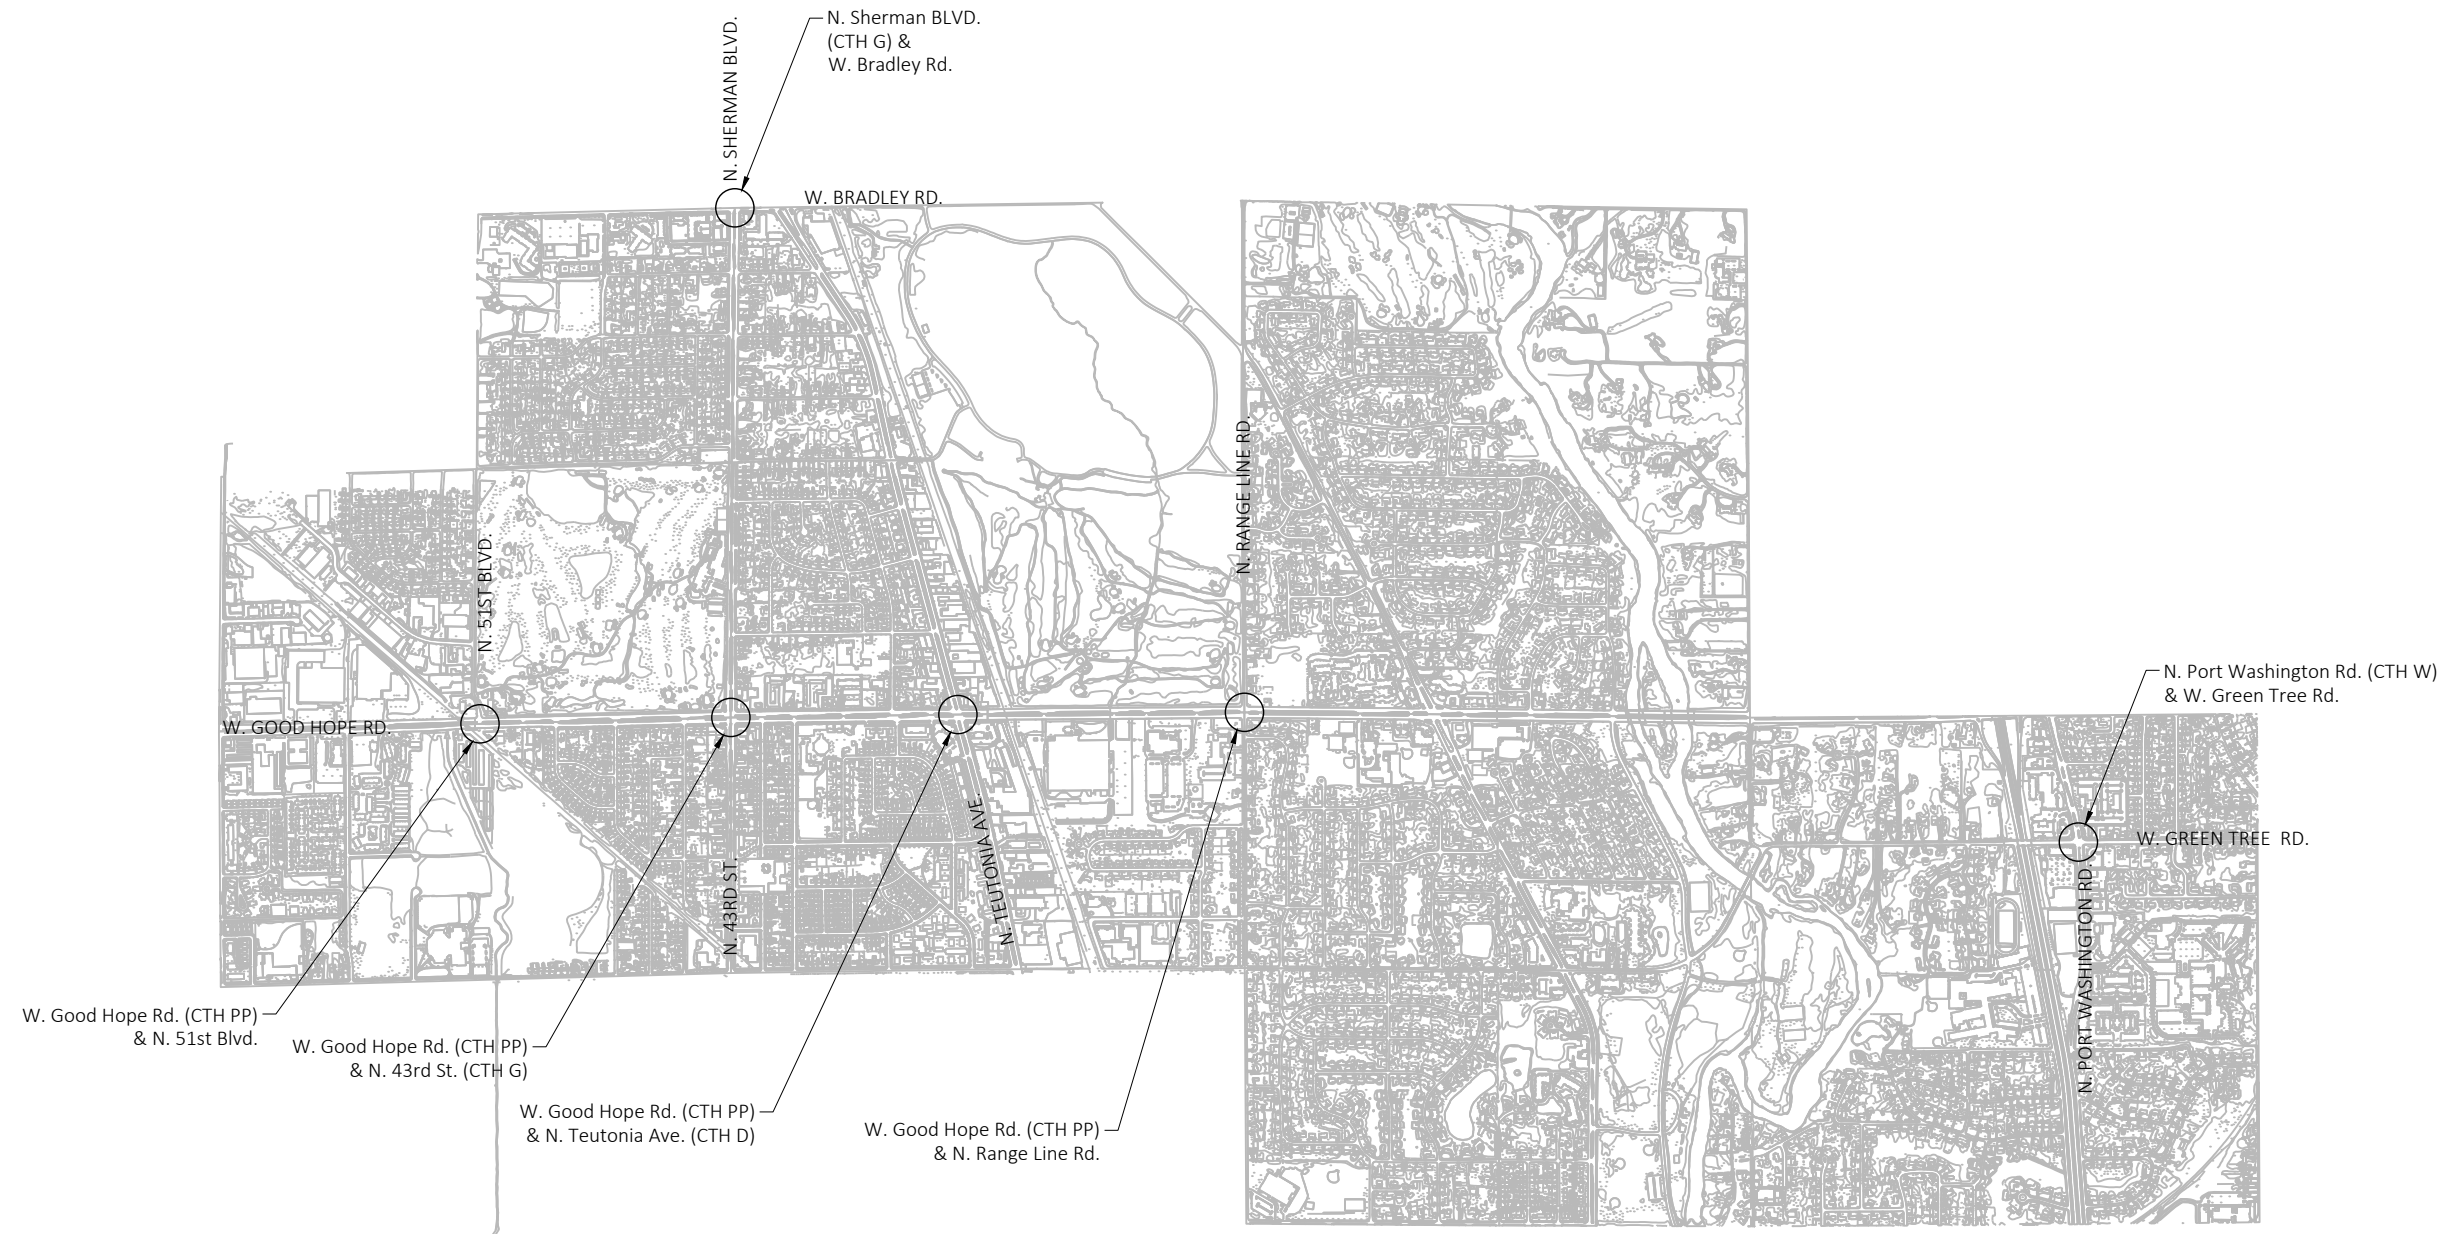 N. Sherman BLVD.
(CTH G) &
W. Bradley Rd.
N. SHERMAN BLVD.
W. BRADLEY RD.
N. RANGE LINE RD.
N. 51ST BLVD.
N. Port Washington Rd. (CTH W)
& W. Green Tree Rd.
W. GOOD HOPE RD.
W. GREEN TREE RD.
N. TEUTONIA AVE.
N. 43RD ST.
N. PORT WASHINGTON RD.
W. Good Hope Rd. (CTH PP)
& N. 51st Blvd.
W. Good Hope Rd. (CTH PP)
& N. 43rd St. (CTH G)
W. Good Hope Rd. (CTH PP)
& N. Teutonia Ave. (CTH D)
W. Good Hope Rd. (CTH PP)
& N. Range Line Rd.